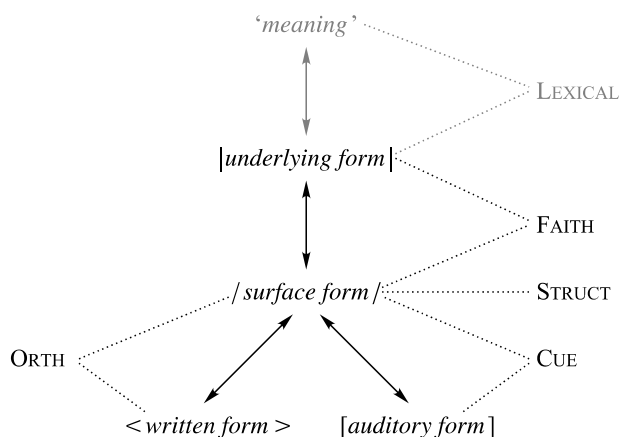 ‘meaning’
LEXICAL
|underlying form|
FAITH
/surface form/
STRUCT
ORTH
CUE
<written form>
[auditory form]